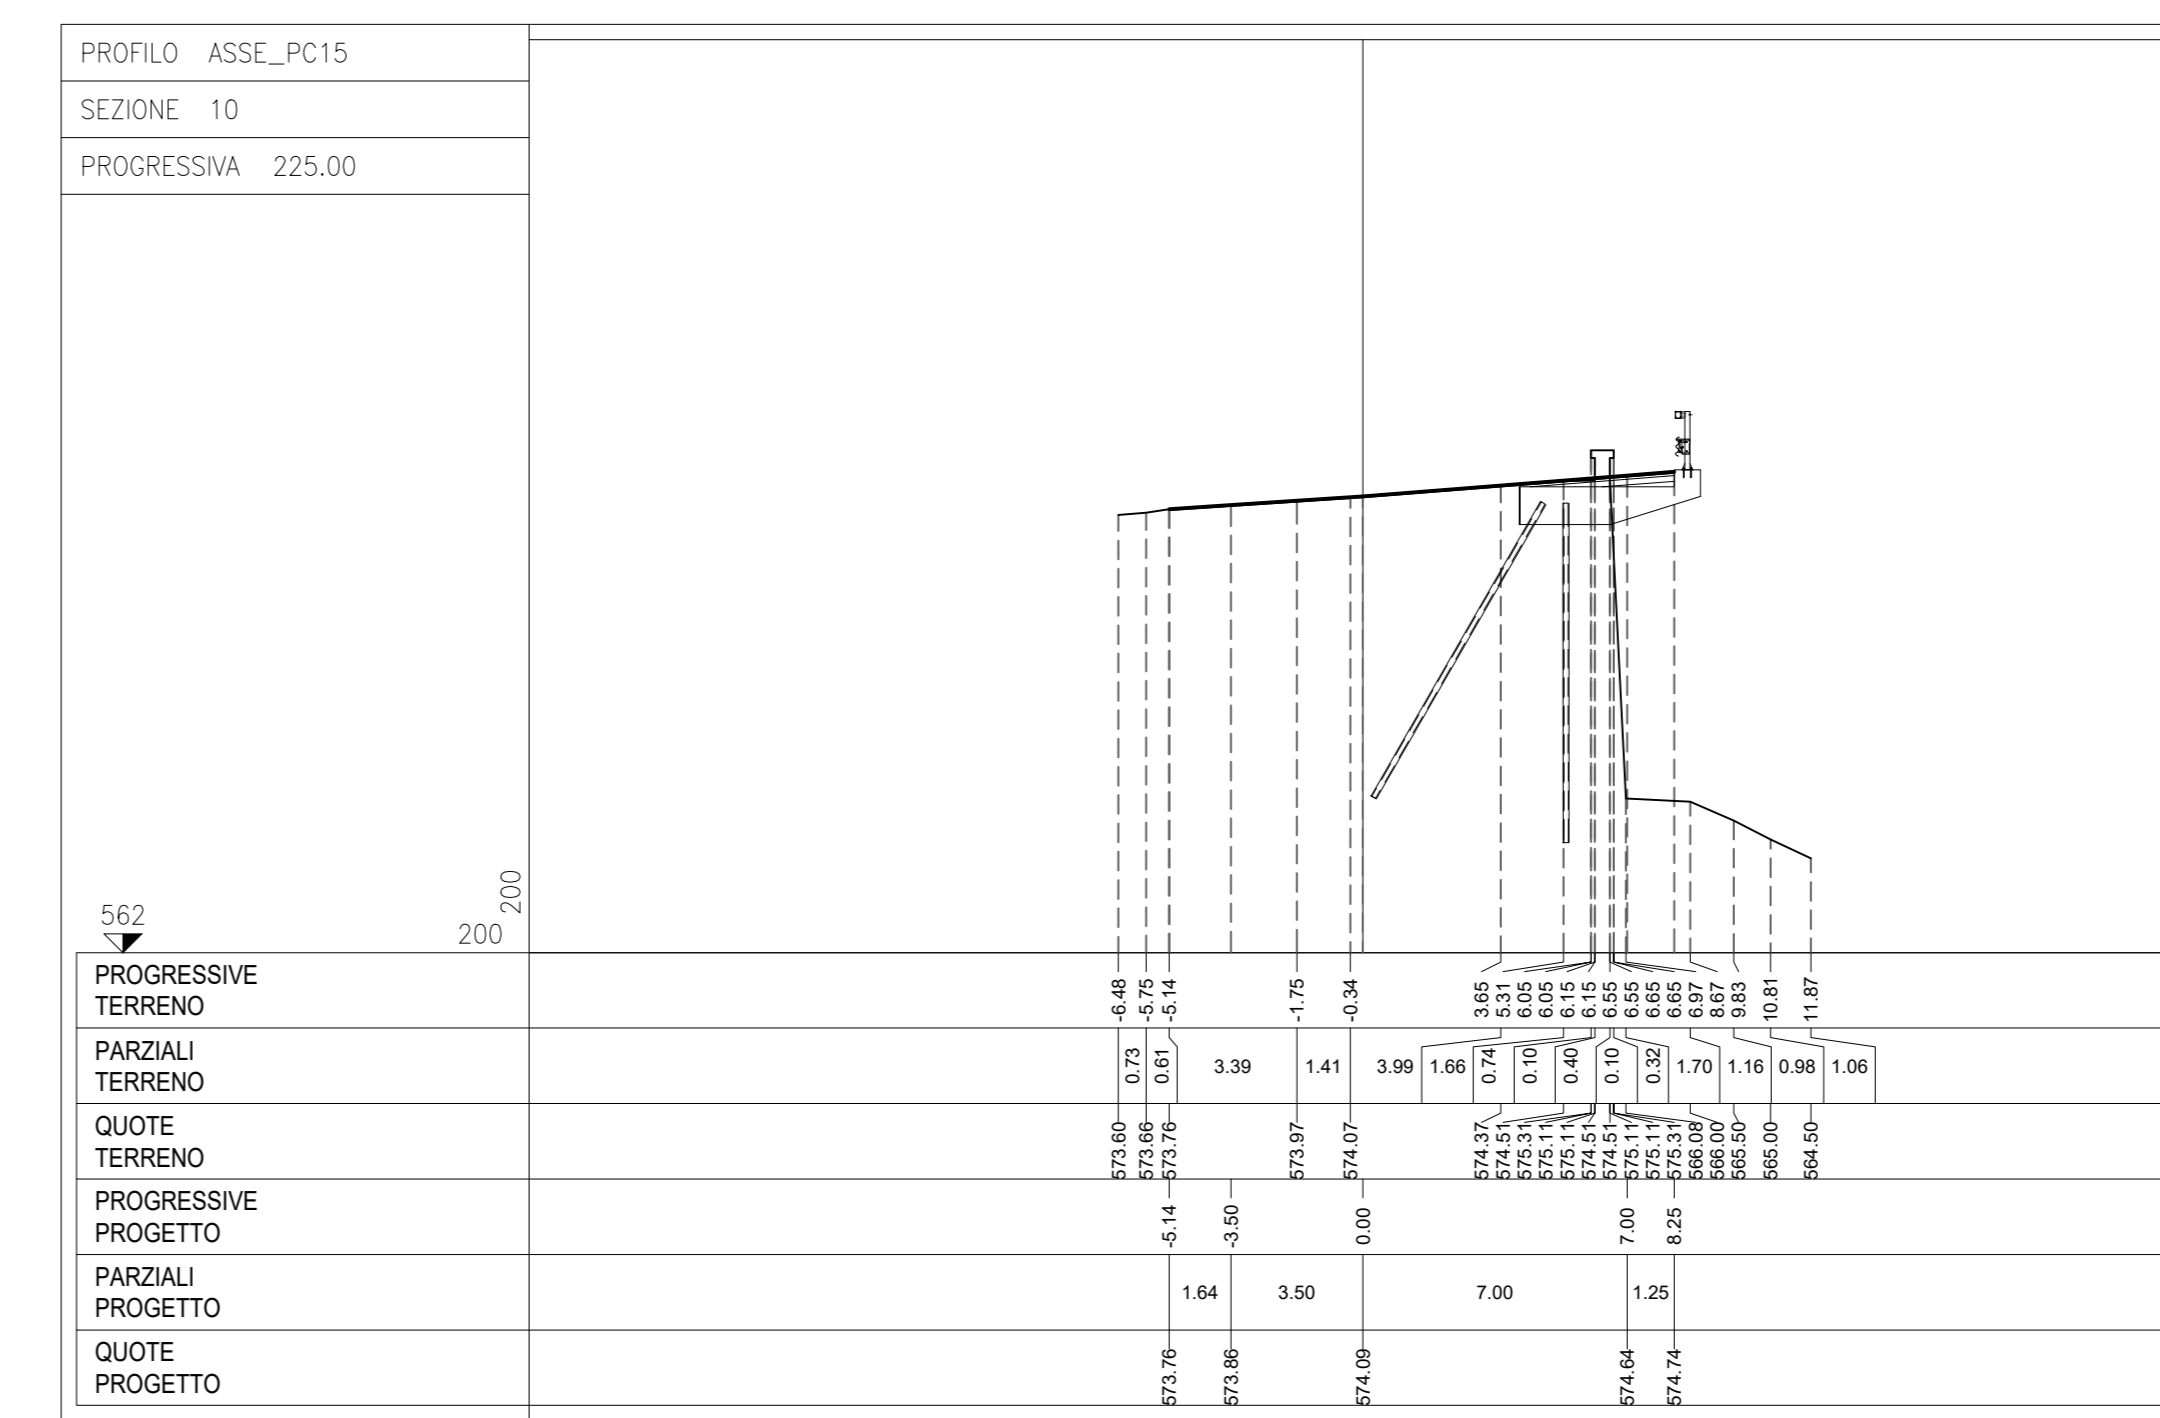 PROFILO ASSE_PC15
SEZIONE 10
PROGRESSIVA 225.00
200
562
200
PROGRESSIVE
TERRENO
-6.48 -5.75 -5.14 -1.75 -0.34 3.65 5.31 6.05 6.05 6.15 6.15 6.55 6.55 6.65 6.65 6.97 8.67 9.83 10.81 11.87
PARZIALI
TERRENO
0.73 0.61 3.39 1.41 3.99 1.66 0.74 0.10 0.40 0.10 0.32 1.70 1.16 0.98 1.06
QUOTE
TERRENO
573.60 573.66 573.76 573.97 574.07 574.37 574.51 575.31 575.11 575.11 574.51 574.51 575.11 575.11 575.31 566.08 566.00 565.50 565.00 564.50
PROGRESSIVE
PROGETTO
-5.14 -3.50 0.00 7.00 8.25
PARZIALI
PROGETTO
1.64 3.50 7.00 1.25
QUOTE
PROGETTO
573.76 573.86 574.09 574.64 574.74